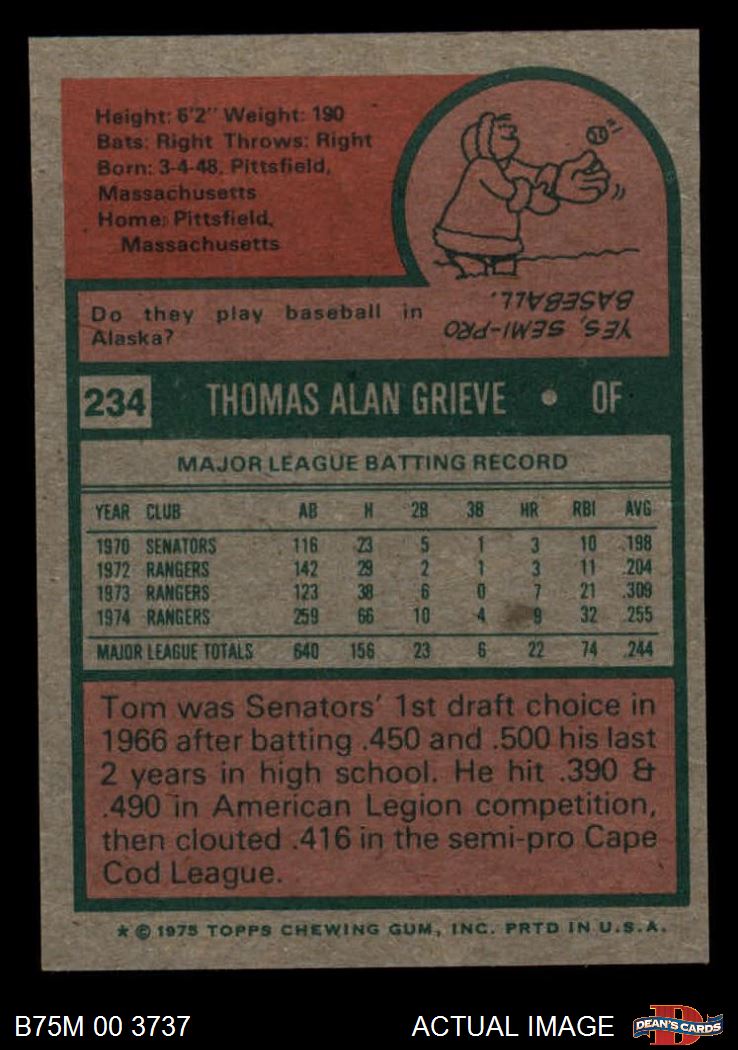 Height: 6'2" Weight: 190
Bats: Right Throws: Right
Born: 3-4-48, Pittsfield,
Massachusetts
Home: Pittsfield,
Massachusetts
Do they play baseball in
Alaska?
YES, SEMI-PRO
BASEBALL.
234 THOMAS ALAN GRIEVE • OF
MAJOR LEAGUE BATTING RECORD
YEAR CLUB AB H 2B 3B HR RBI AVG
1970 SENATORS 116 23 5 1 3 10 .198
1972 RANGERS 142 29 2 1 3 11 .204
1973 RANGERS 123 38 6 0 7 21 .309
1974 RANGERS 259 66 10 4 9 32 .255
MAJOR LEAGUE TOTALS 640 156 23 6 22 74 .244
Tom was Senators' 1st draft choice in
1966 after batting .450 and .500 his last
2 years in high school. He hit .390 &
.490 in American Legion competition,
then clouted .416 in the semi-pro Cape
Cod League.
* © 1975 TOPPS CHEWING GUM, INC. PRTD IN U.S.A.
B75M 00 3737 ACTUAL IMAGE D DEAN'S CARDS